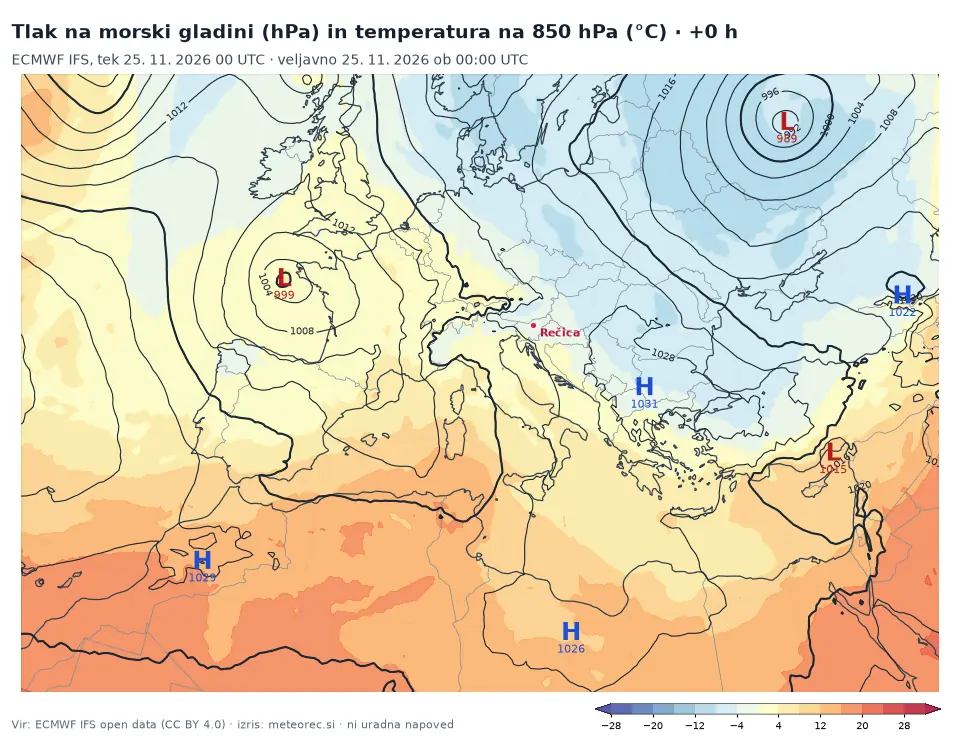 Tlak na morski gladini (hPa) in temperatura na 850 hPa (°C) · +0 h
ECMWF IFS, tek 25. 11. 2026 00 UTC · veljavno 25. 11. 2026 ob 00:00 UTC
1012
1016
996
1004
1008
L
989
1012
L
999
1008
H
1022
Rečica
1028
H
1031
L
1015
1020
H
1029
H
1026
Vir: ECMWF IFS open data (CC BY 4.0) · izris: meteorec.si · ni uradna napoved
−28 −20 −12 −4 4 12 20 28